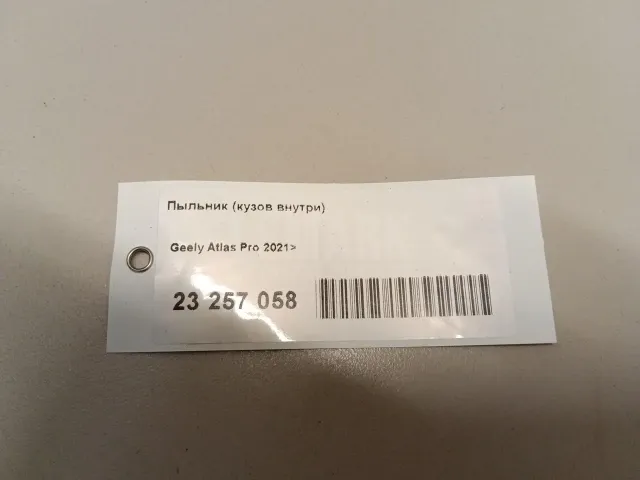 Пыльник (кузов внутри)
Geely Atlas Pro 2021>
23 257 058